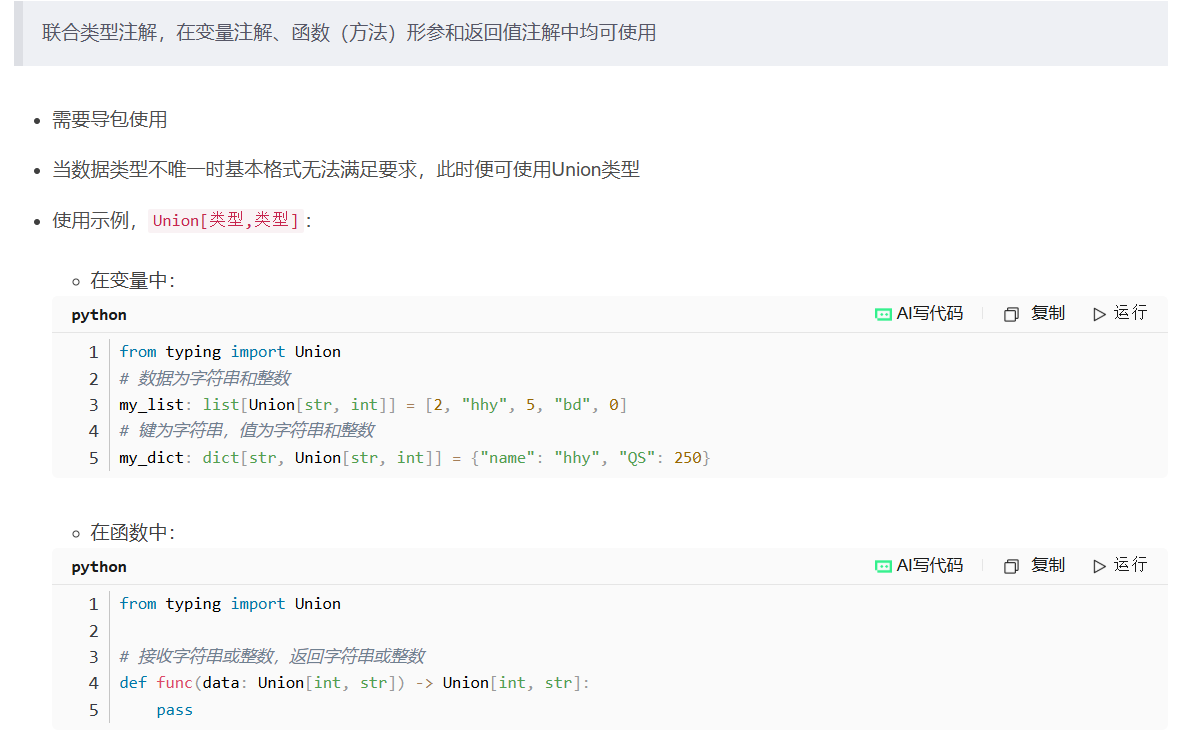 联合类型注解，在变量注解、函数（方法）形参和返回值注解中均可使用
需要导包使用
当数据类型不唯一时基本格式无法满足要求，此时便可使用Union类型
使用示例，Union[类型,类型]：
在变量中：
python AI写代码 复制 运行
1 from typing import Union
2 # 数据为字符串和整数
3 my_list: list[Union[str, int]] = [2, "hhy", 5, "bd", 0]
4 # 键为字符串，值为字符串和整数
5 my_dict: dict[str, Union[str, int]] = {"name": "hhy", "QS": 250}
在函数中：
python AI写代码 复制 运行
1 from typing import Union
2
3 # 接收字符串或整数，返回字符串或整数
4 def func(data: Union[int, str]) -> Union[int, str]:
5     pass